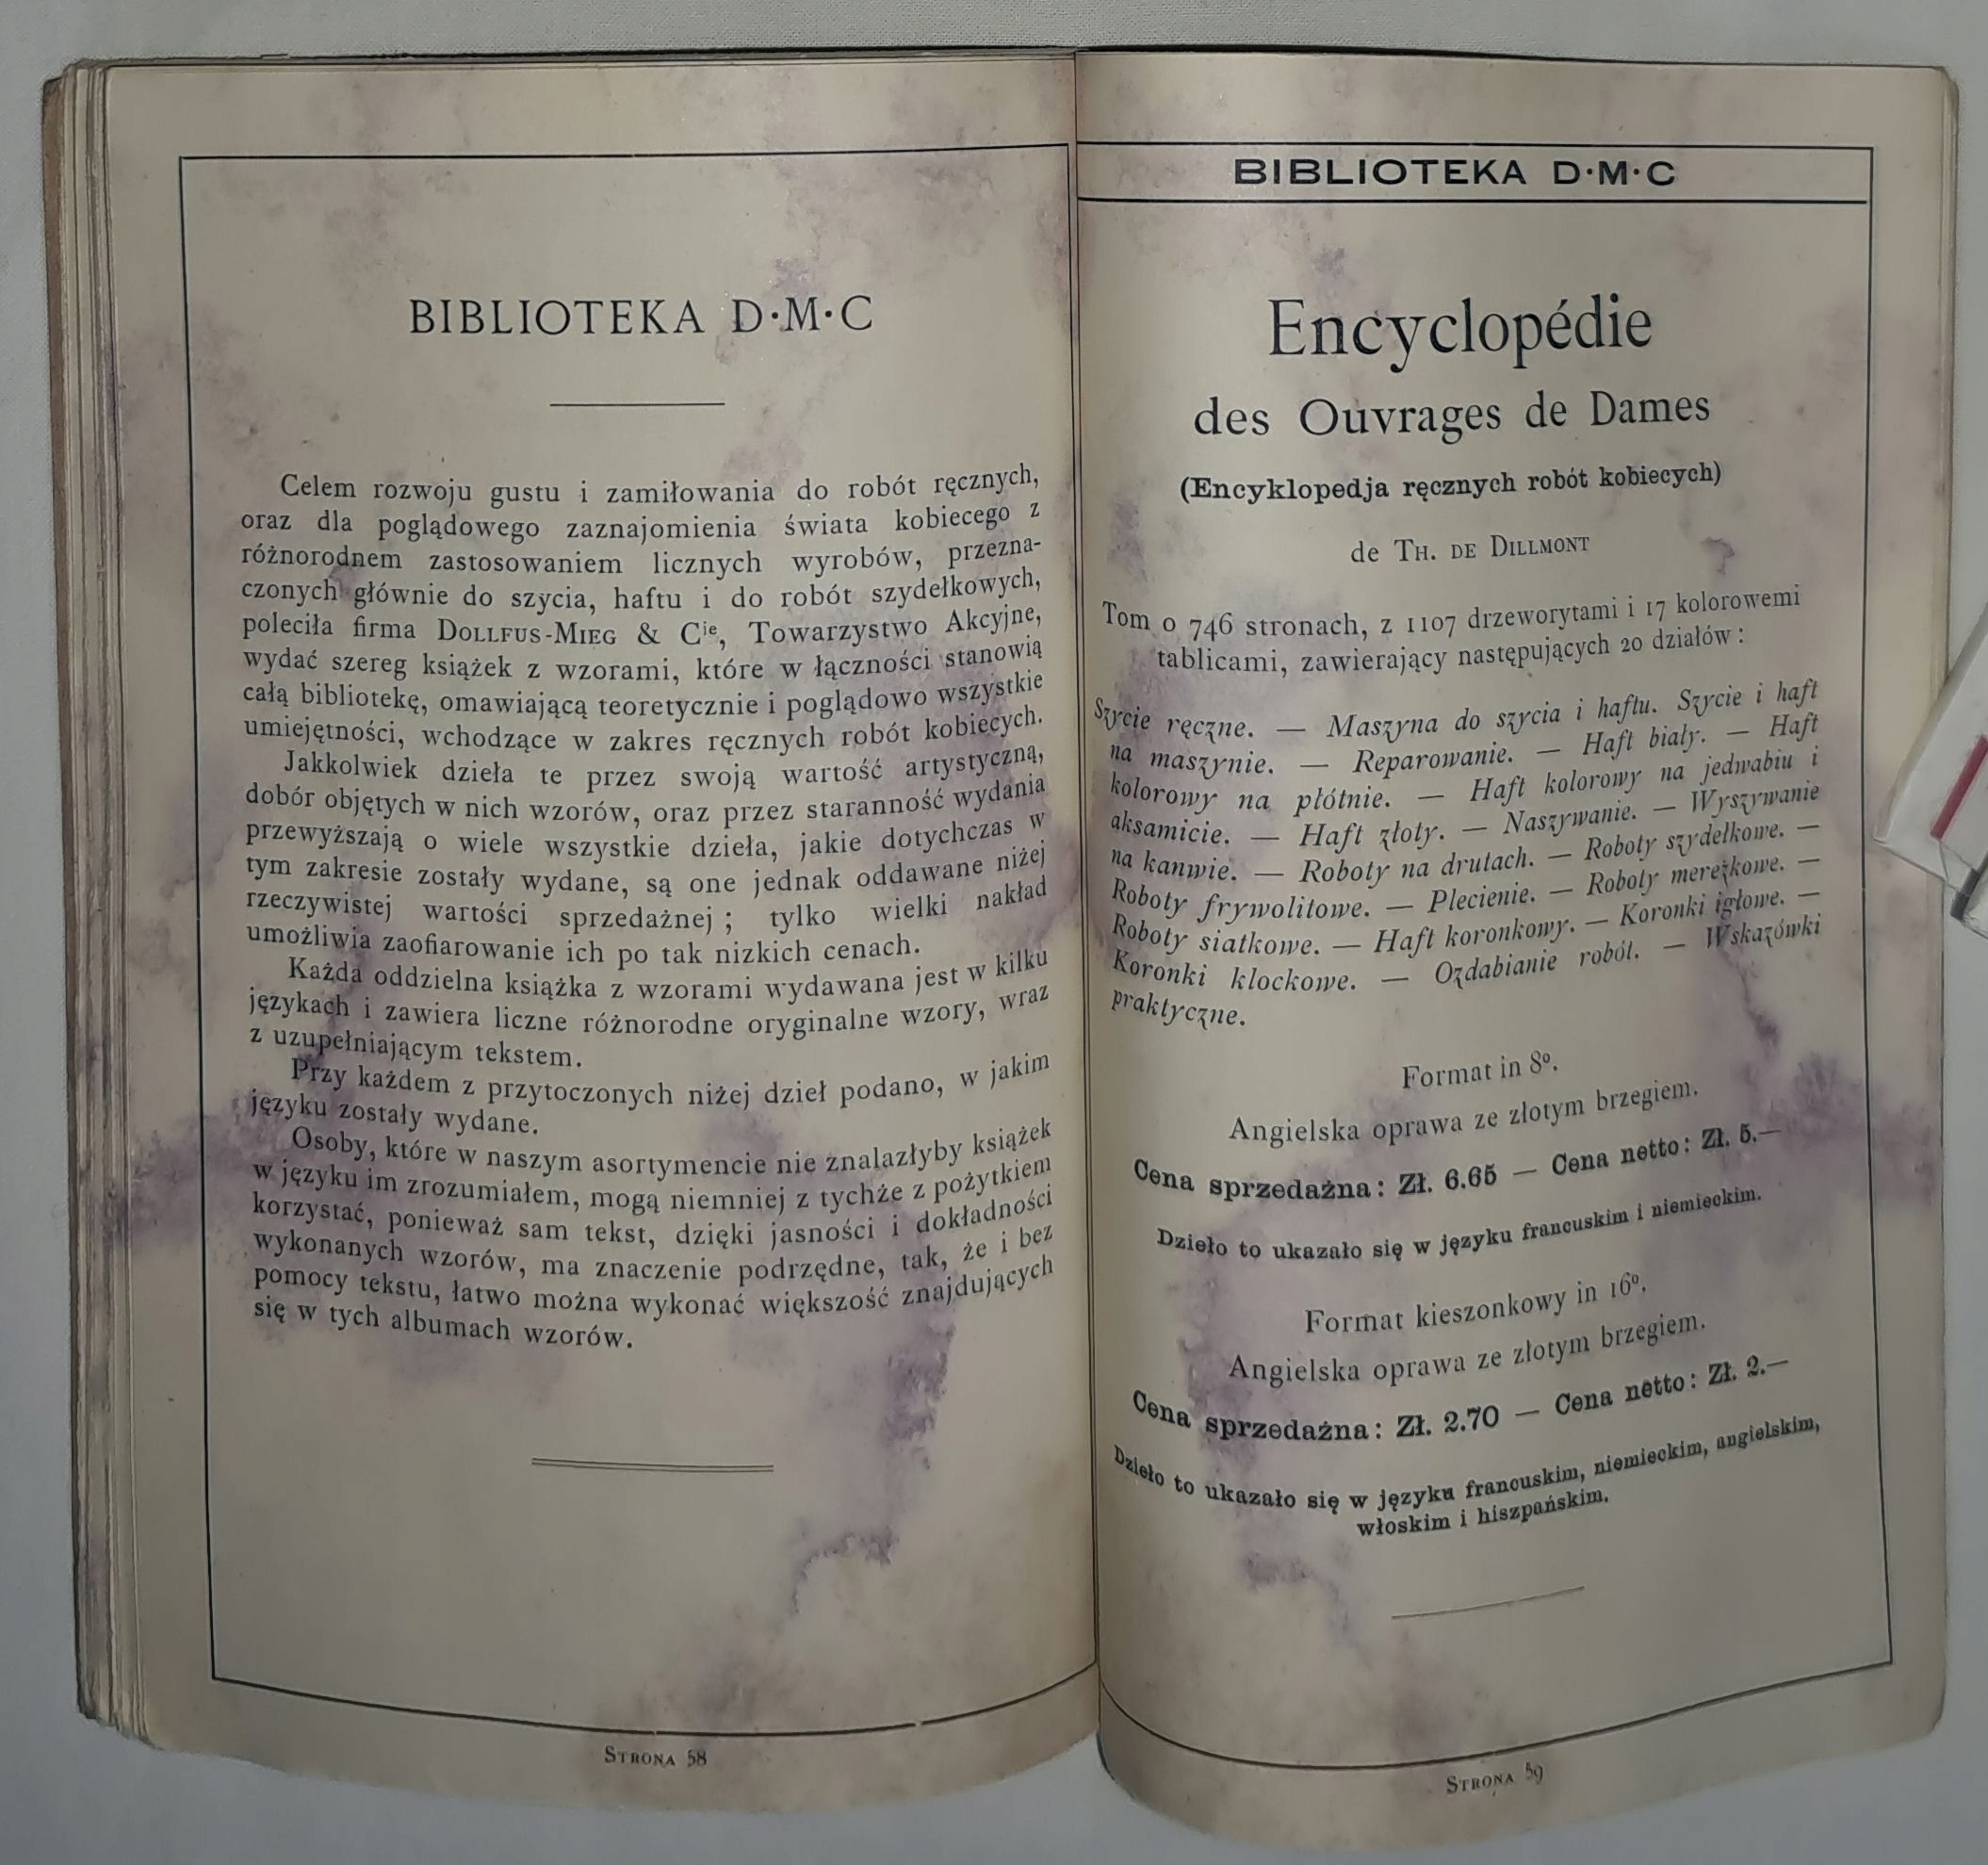 BIBLIOTEKA D·M·C
Celem rozwoju gustu i zamiłowania do robót ręcznych,
oraz dla poglądowego zaznajomienia świata kobiecego z
różnorodnem zastosowaniem licznych wyrobów, przezna-
czonych głównie do szycia, haftu i do robót szydełkowych,
poleciła firma DOLLFUS-MIEG & Cie, Towarzystwo Akcyjne,
wydać szereg książek z wzorami, które w łączności stanowią
całą bibliotekę, omawiającą teoretycznie i poglądowo wszystkie
umiejętności, wchodzące w zakres ręcznych robót kobiecych.
Jakkolwiek dzieła te przez swoją wartość artystyczną,
dobór objętych w nich wzorów, oraz przez staranność wydania
przewyższają o wiele wszystkie dzieła, jakie dotychczas w
tym zakresie zostały wydane, są one jednak oddawane niżej
rzeczywistej wartości sprzedażnej; tylko wielki nakład
umożliwia zaofiarowanie ich po tak nizkich cenach.
Każda oddzielna książka z wzorami wydawana jest w kilku
językach i zawiera liczne różnorodne oryginalne wzory, wraz
z uzupełniającym tekstem.
Przy każdem z przytoczonych niżej dzieł podano, w jakim
języku zostały wydane.
Osoby, które w naszym asortymencie nie znalazłyby książek
w języku im zrozumiałem, mogą niemniej z tychże z pożytkiem
korzystać, ponieważ sam tekst, dzięki jasności i dokładności
wykonanych wzorów, ma znaczenie podrzędne, tak, że i bez
pomocy tekstu, łatwo można wykonać większość znajdujących
się w tych albumach wzorów.
STRONA 58
BIBLIOTEKA D·M·C
Encyclopédie
des Ouvrages de Dames
(Encyklopedja ręcznych robót kobiecych)
de TH. DE DILLMONT
Tom o 746 stronach, z 1107 drzeworytami i 17 kolorowemi
tablicami, zawierający następujących 20 działów:
Szycie ręczne. — Maszyna do szycia i haftu. Szycie i haft
na maszynie. — Reparowanie. — Haft biały. — Haft
kolorowy na płótnie. — Haft kolorowy na jedwabiu i
aksamicie. — Haft złoty. — Naszywanie. — Wyszywanie
na kanwie. — Roboty na drutach. — Roboty szydełkowe. —
Roboty frywolitowe. — Plecienie. — Roboty mereżkowe. —
Roboty siatkowe. — Haft koronkowy. — Koronki igłowe. —
Koronki klockowe. — Ozdabianie robót. — Wskazówki
praktyczne.
Format in 8º.
Angielska oprawa ze złotym brzegiem.
Cena sprzedażna: Zł. 6.65 — Cena netto: Zł. 5.—
Dzieło to ukazało się w języku francuskim i niemieckim.
Format kieszonkowy in 16º.
Angielska oprawa ze złotym brzegiem.
Cena sprzedażna: Zł. 2.70 — Cena netto: Zł. 2.—
Dzieło to ukazało się w języku francuskim, niemieckim, angielskim,
włoskim i hiszpańskim.
STRONA 59